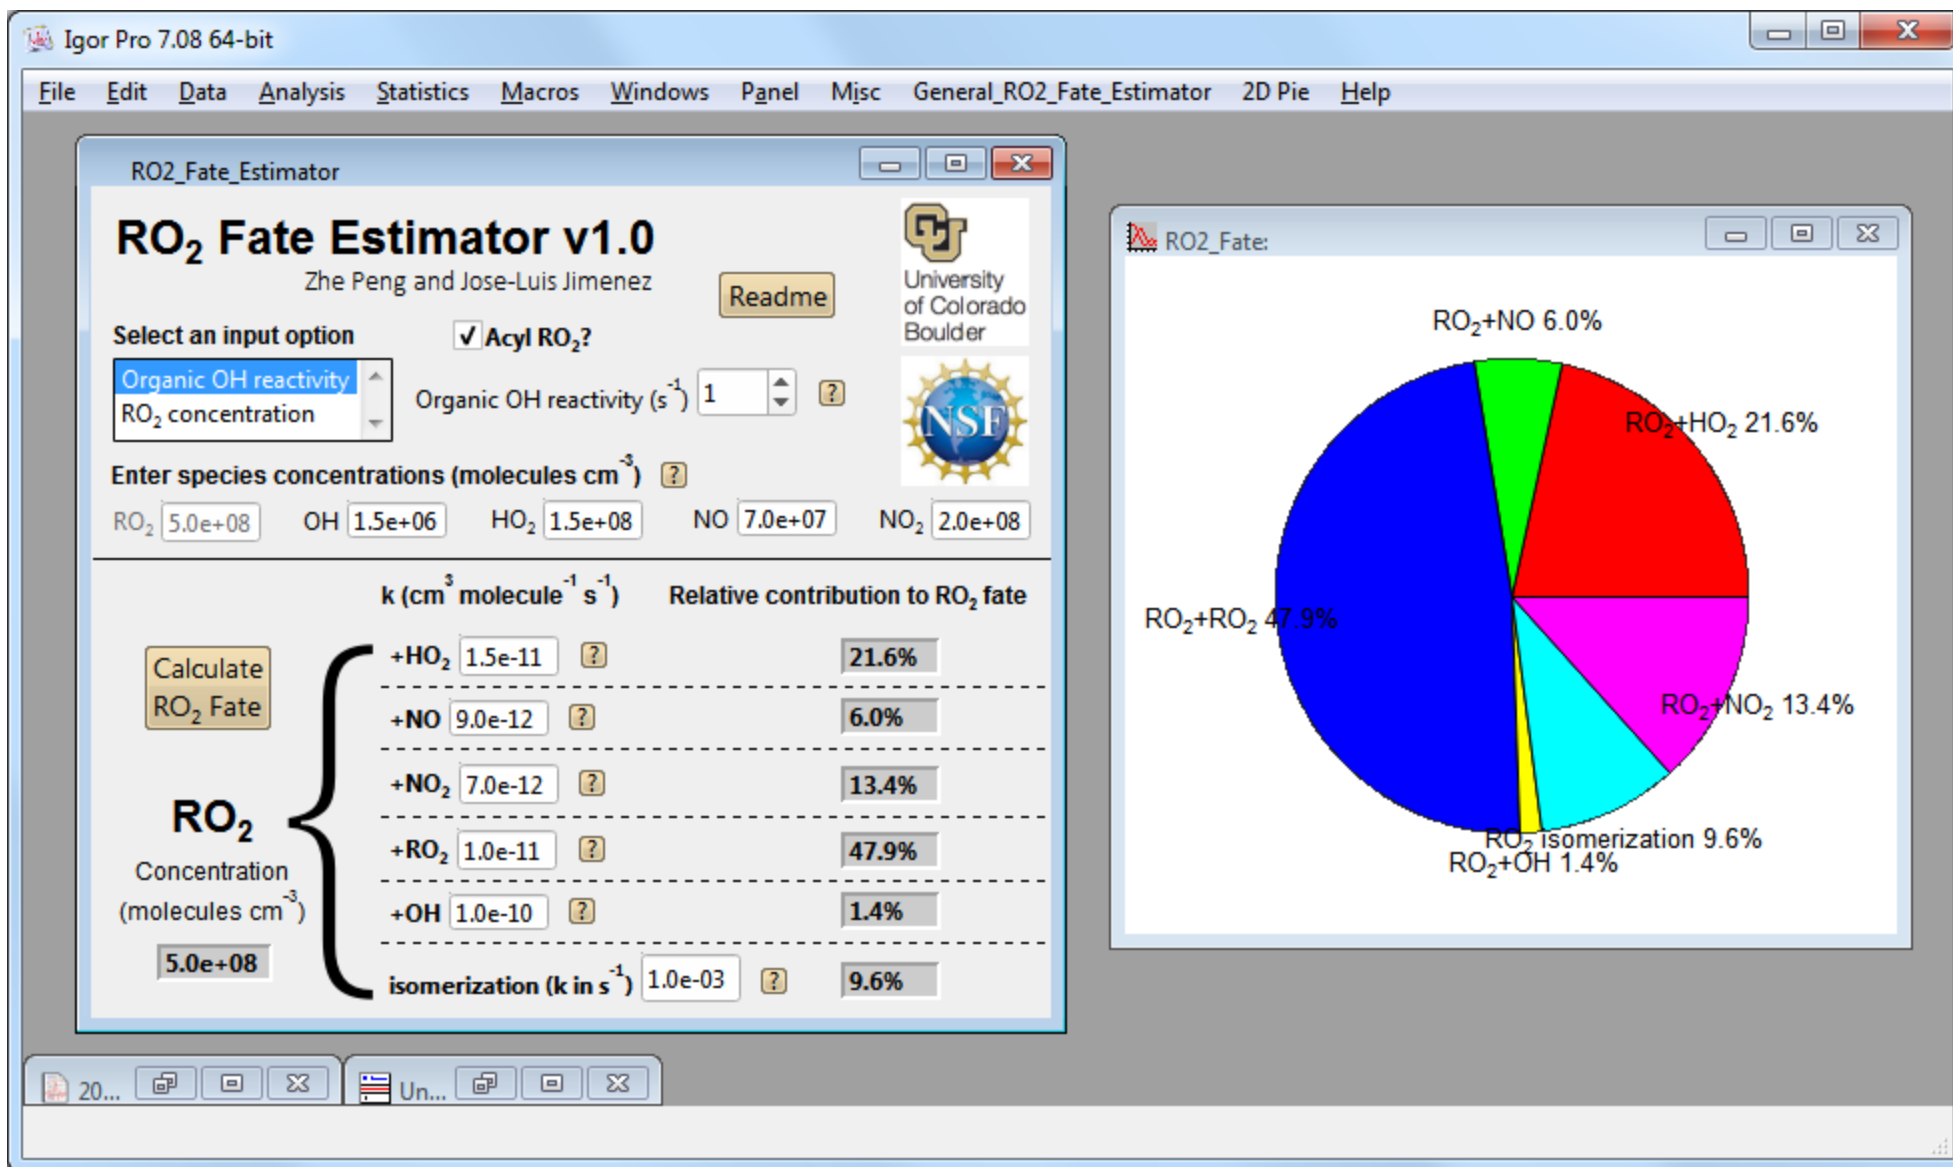 Igor Pro 7.08 64-bit
File Edit Data Analysis Statistics Macros Windows Panel Misc General_RO2_Fate_Estimator 2D Pie Help
RO2_Fate_Estimator
RO₂ Fate Estimator v1.0
Zhe Peng and Jose-Luis Jimenez
Readme
CU
University
of Colorado
Boulder
Select an input option
✓ Acyl RO₂?
Organic OH reactivity
RO₂ concentration
Organic OH reactivity (s⁻¹) 1 ?
NSF
Enter species concentrations (molecules cm⁻³) ?
RO₂ 5.0e+08 OH 1.5e+06 HO₂ 1.5e+08 NO 7.0e+07 NO₂ 2.0e+08
k (cm³ molecule⁻¹ s⁻¹) Relative contribution to RO₂ fate
Calculate
RO₂ Fate
+HO₂ 1.5e-11 ? 21.6%
+NO 9.0e-12 ? 6.0%
+NO₂ 7.0e-12 ? 13.4%
+RO₂ 1.0e-11 ? 47.9%
+OH 1.0e-10 ? 1.4%
isomerization (k in s⁻¹) 1.0e-03 ? 9.6%
RO₂
Concentration
(molecules cm⁻³)
5.0e+08
RO2_Fate:
RO₂+NO 6.0%
RO₂+HO₂ 21.6%
RO₂+RO₂ 47.9%
RO₂+NO₂ 13.4%
RO₂ isomerization 9.6%
RO₂+OH 1.4%
20...
Un...